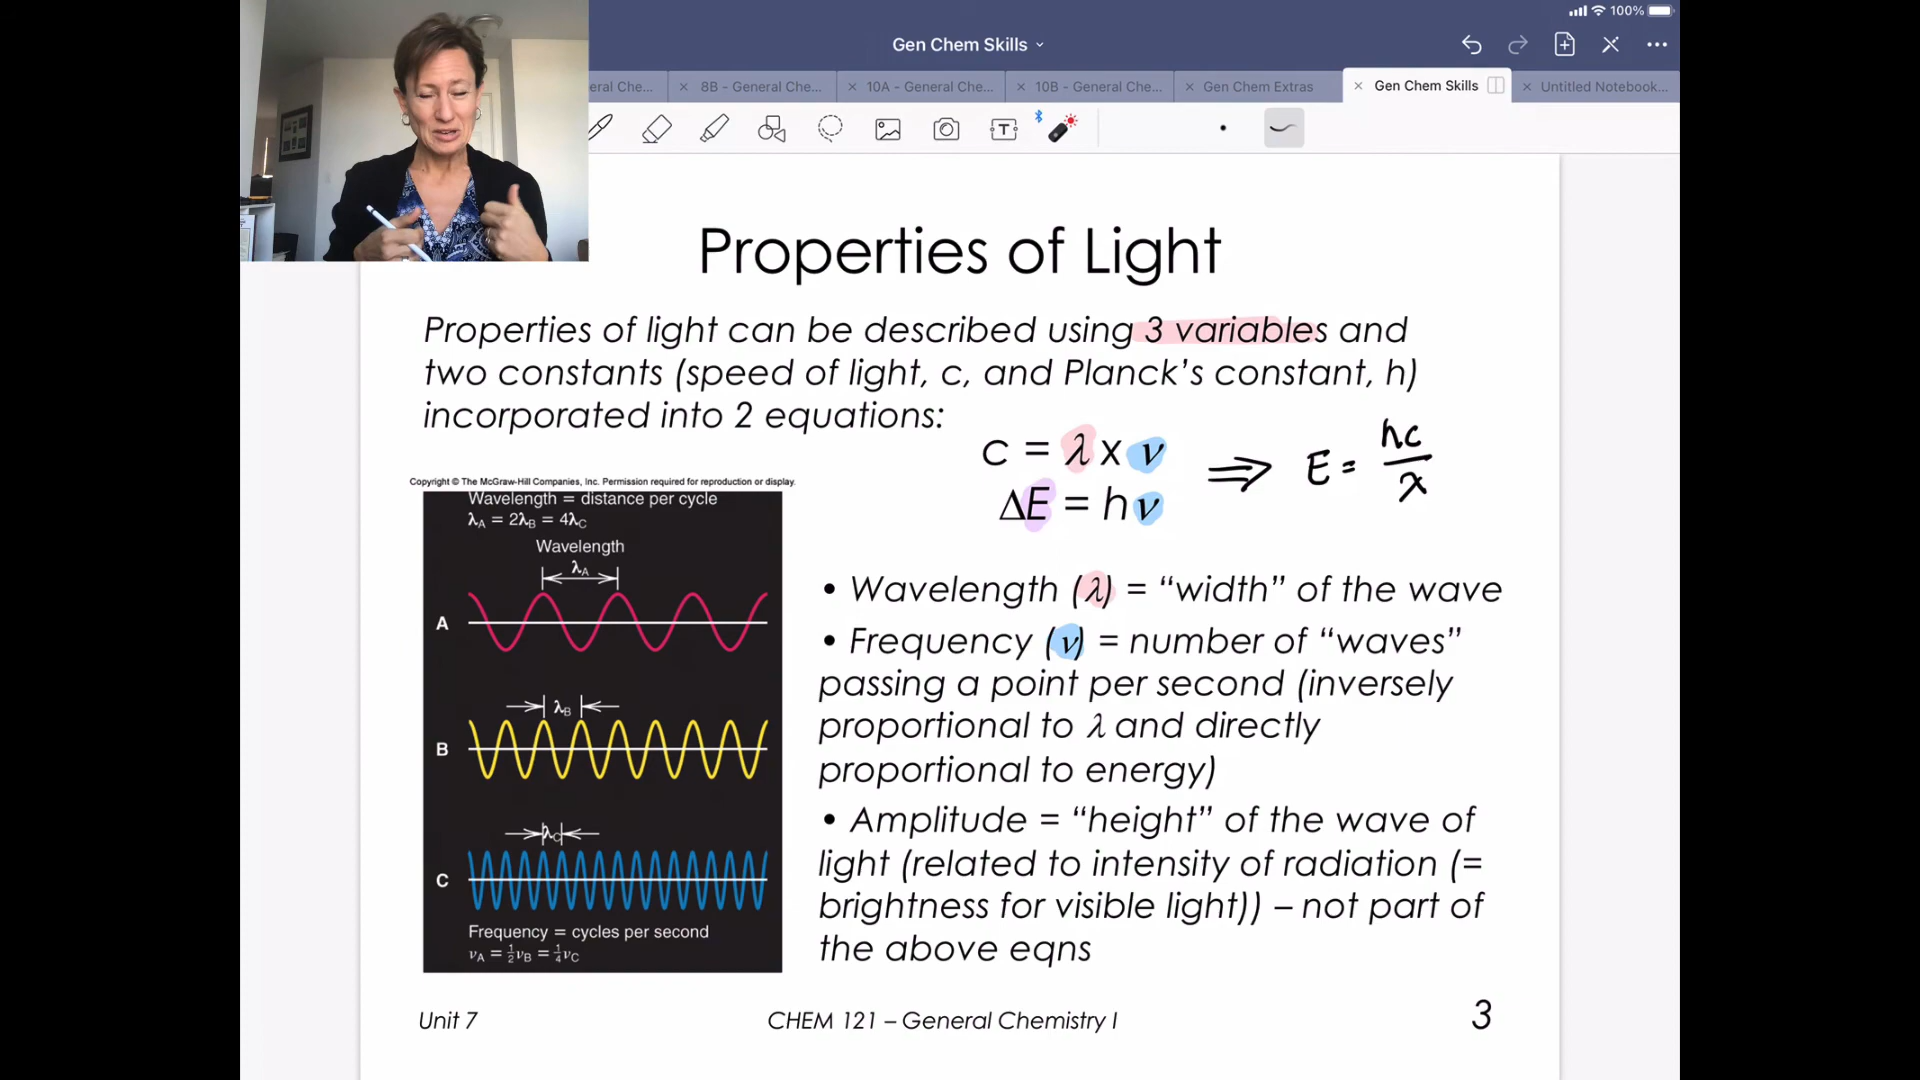 100%
Gen Chem Skills
eral Che...
8B - General Che...
10A - General Che...
10B - General Che...
Gen Chem Extras
Gen Chem Skills
Untitled Notebook...
T
Properties of Light
Properties of light can be described using 3 variables and
two constants (speed of light, c, and Planck’s constant, h)
incorporated into 2 equations:
c = λ x ν
ΔE = hν
⇒ E = hc/λ
Copyright © The McGraw-Hill Companies, Inc. Permission required for reproduction or display.
Wavelength = distance per cycle
λA = 2λB = 4λC
Wavelength
λA
A
λB
B
λC
C
Frequency = cycles per second
νA = ½νB = ¼νC
• Wavelength (λ) = “width” of the wave
• Frequency (ν) = number of “waves”
passing a point per second (inversely
proportional to λ and directly
proportional to energy)
• Amplitude = “height” of the wave of
light (related to intensity of radiation (=
brightness for visible light)) – not part of
the above eqns
Unit 7
CHEM 121 – General Chemistry I
3